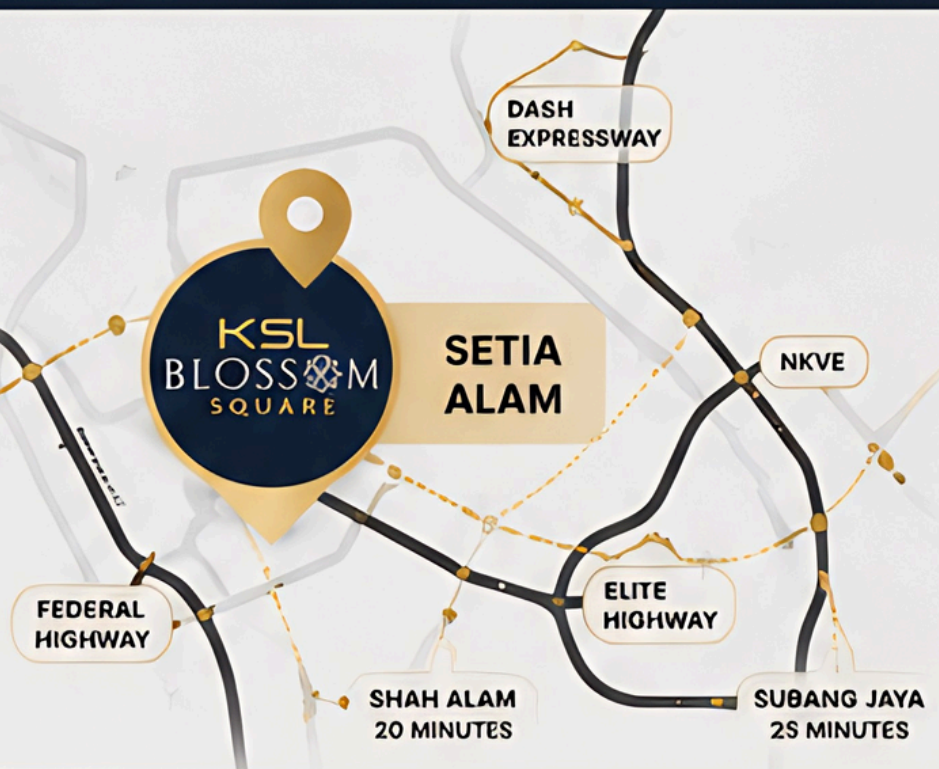 DASH
EXPRESSWAY
KSL
BLOSSOM
SQUARE
SETIA
ALAM
NKVE
FEDERAL
HIGHWAY
ELITE
HIGHWAY
SHAH ALAM
20 MINUTES
SUBANG JAYA
25 MINUTES